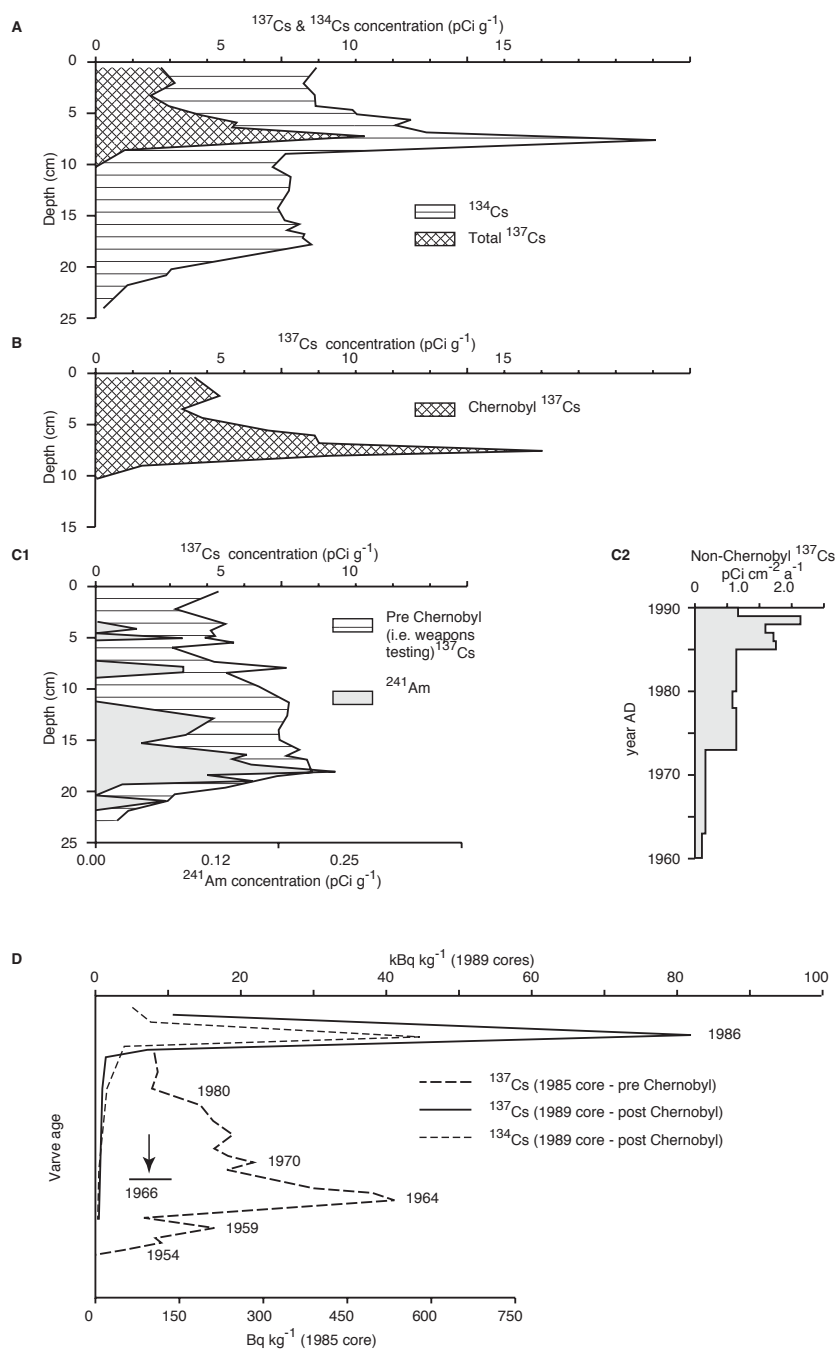 A
¹³⁷Cs & ¹³⁴Cs concentration (pCi g⁻¹)
0 5 10 15
0
5
10
15
20
25
Depth (cm)
¹³⁴Cs
Total ¹³⁷Cs
B
¹³⁷Cs concentration (pCi g⁻¹)
0 5 10 15
0
5
10
15
Depth (cm)
Chernobyl ¹³⁷Cs
C1
¹³⁷Cs concentration (pCi g⁻¹)
0 5 10
0
5
10
15
20
25
Depth (cm)
Pre Chernobyl
(i.e. weapons
testing)¹³⁷Cs
²⁴¹Am
0.00 0.12 0.25
²⁴¹Am concentration (pCi g⁻¹)
C2
Non-Chernobyl ¹³⁷Cs
pCi cm⁻² a⁻¹
0 1.0 2.0
1990
1980
1970
1960
year AD
D
kBq kg⁻¹ (1989 cores)
0 20 40 60 80 100
1986
1980
1970
1966
1964
1959
1954
Varve age
¹³⁷Cs (1985 core - pre Chernobyl)
¹³⁷Cs (1989 core - post Chernobyl)
¹³⁴Cs (1989 core - post Chernobyl)
0 150 300 450 600 750
Bq kg⁻¹ (1985 core)